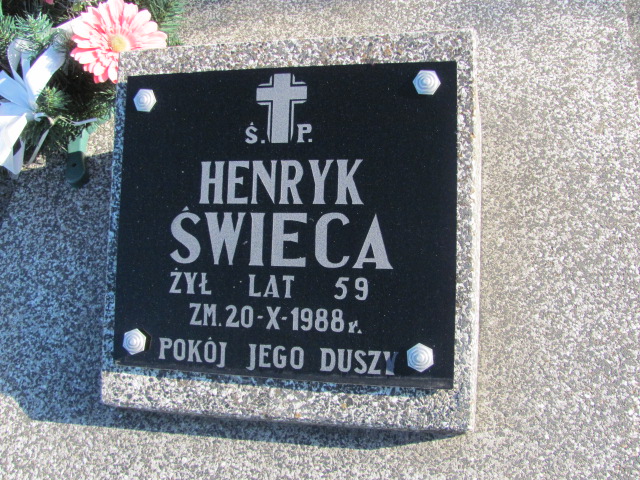 Ś. P.
HENRYK
ŚWIECA
ŻYŁ LAT 59
ZM. 20-X-1988 r.
POKÓJ JEGO DUSZY